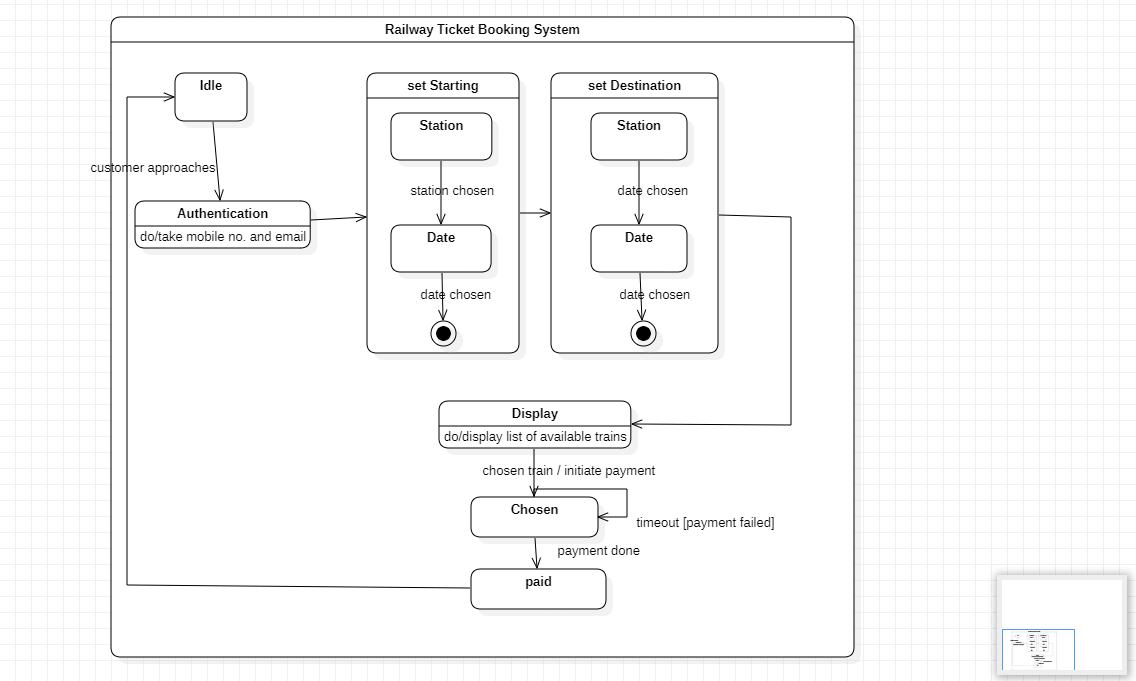 Railway Ticket Booking System
Idle
customer approaches
Authentication
do/take mobile no. and email
set Starting
Station
station chosen
Date
date chosen
set Destination
Station
date chosen
Date
date chosen
Display
do/display list of available trains
chosen train / initiate payment
Chosen
timeout [payment failed]
payment done
paid